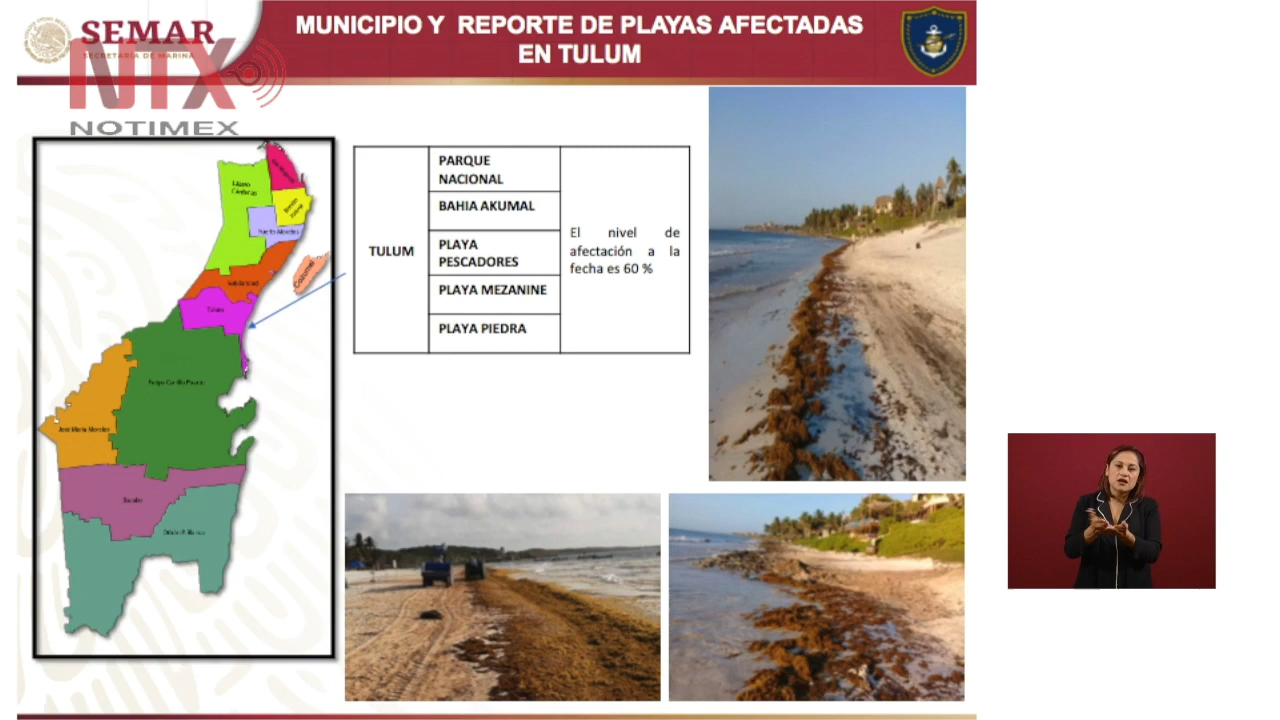 SEMAR
SECRETARÍA DE MARINA
NTX
NOTIMEX
MUNICIPIO Y REPORTE DE PLAYAS AFECTADAS
EN TULUM
Lázaro
Cárdenas
Puerto Morelos
Solidaridad
Cozumel
Tulum
Felipe Carrillo Puerto
José María Morelos
Bacalar
Othón P. Blanco
TULUM
PARQUE
NACIONAL
BAHIA AKUMAL
PLAYA
PESCADORES
PLAYA MEZANINE
PLAYA PIEDRA
El nivel de
afectación a la
fecha es 60 %